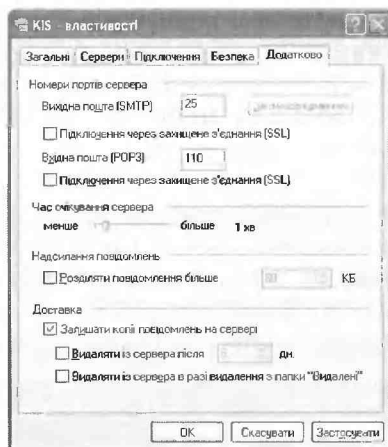 KIS - властивості
Загальні Сервери Підключення Безпека Додатково
Номери портів сервера
Вихідна пошта (SMTP) 25
Підключення через захищене з'єднання (SSL)
Вхідна пошта (POP3) 110
Підключення через захищене з'єднання (SSL)
Час очікування сервера
менше більше 1 хв
Надсилання повідомлень
Розділяти повідомлення більше КБ
Доставка
Залишати копії повідомлень на сервері
Видаляти із сервера після дн.
Видаляти із сервера в разі видалення з папки "Видалені"
OK Скасувати Застосувати